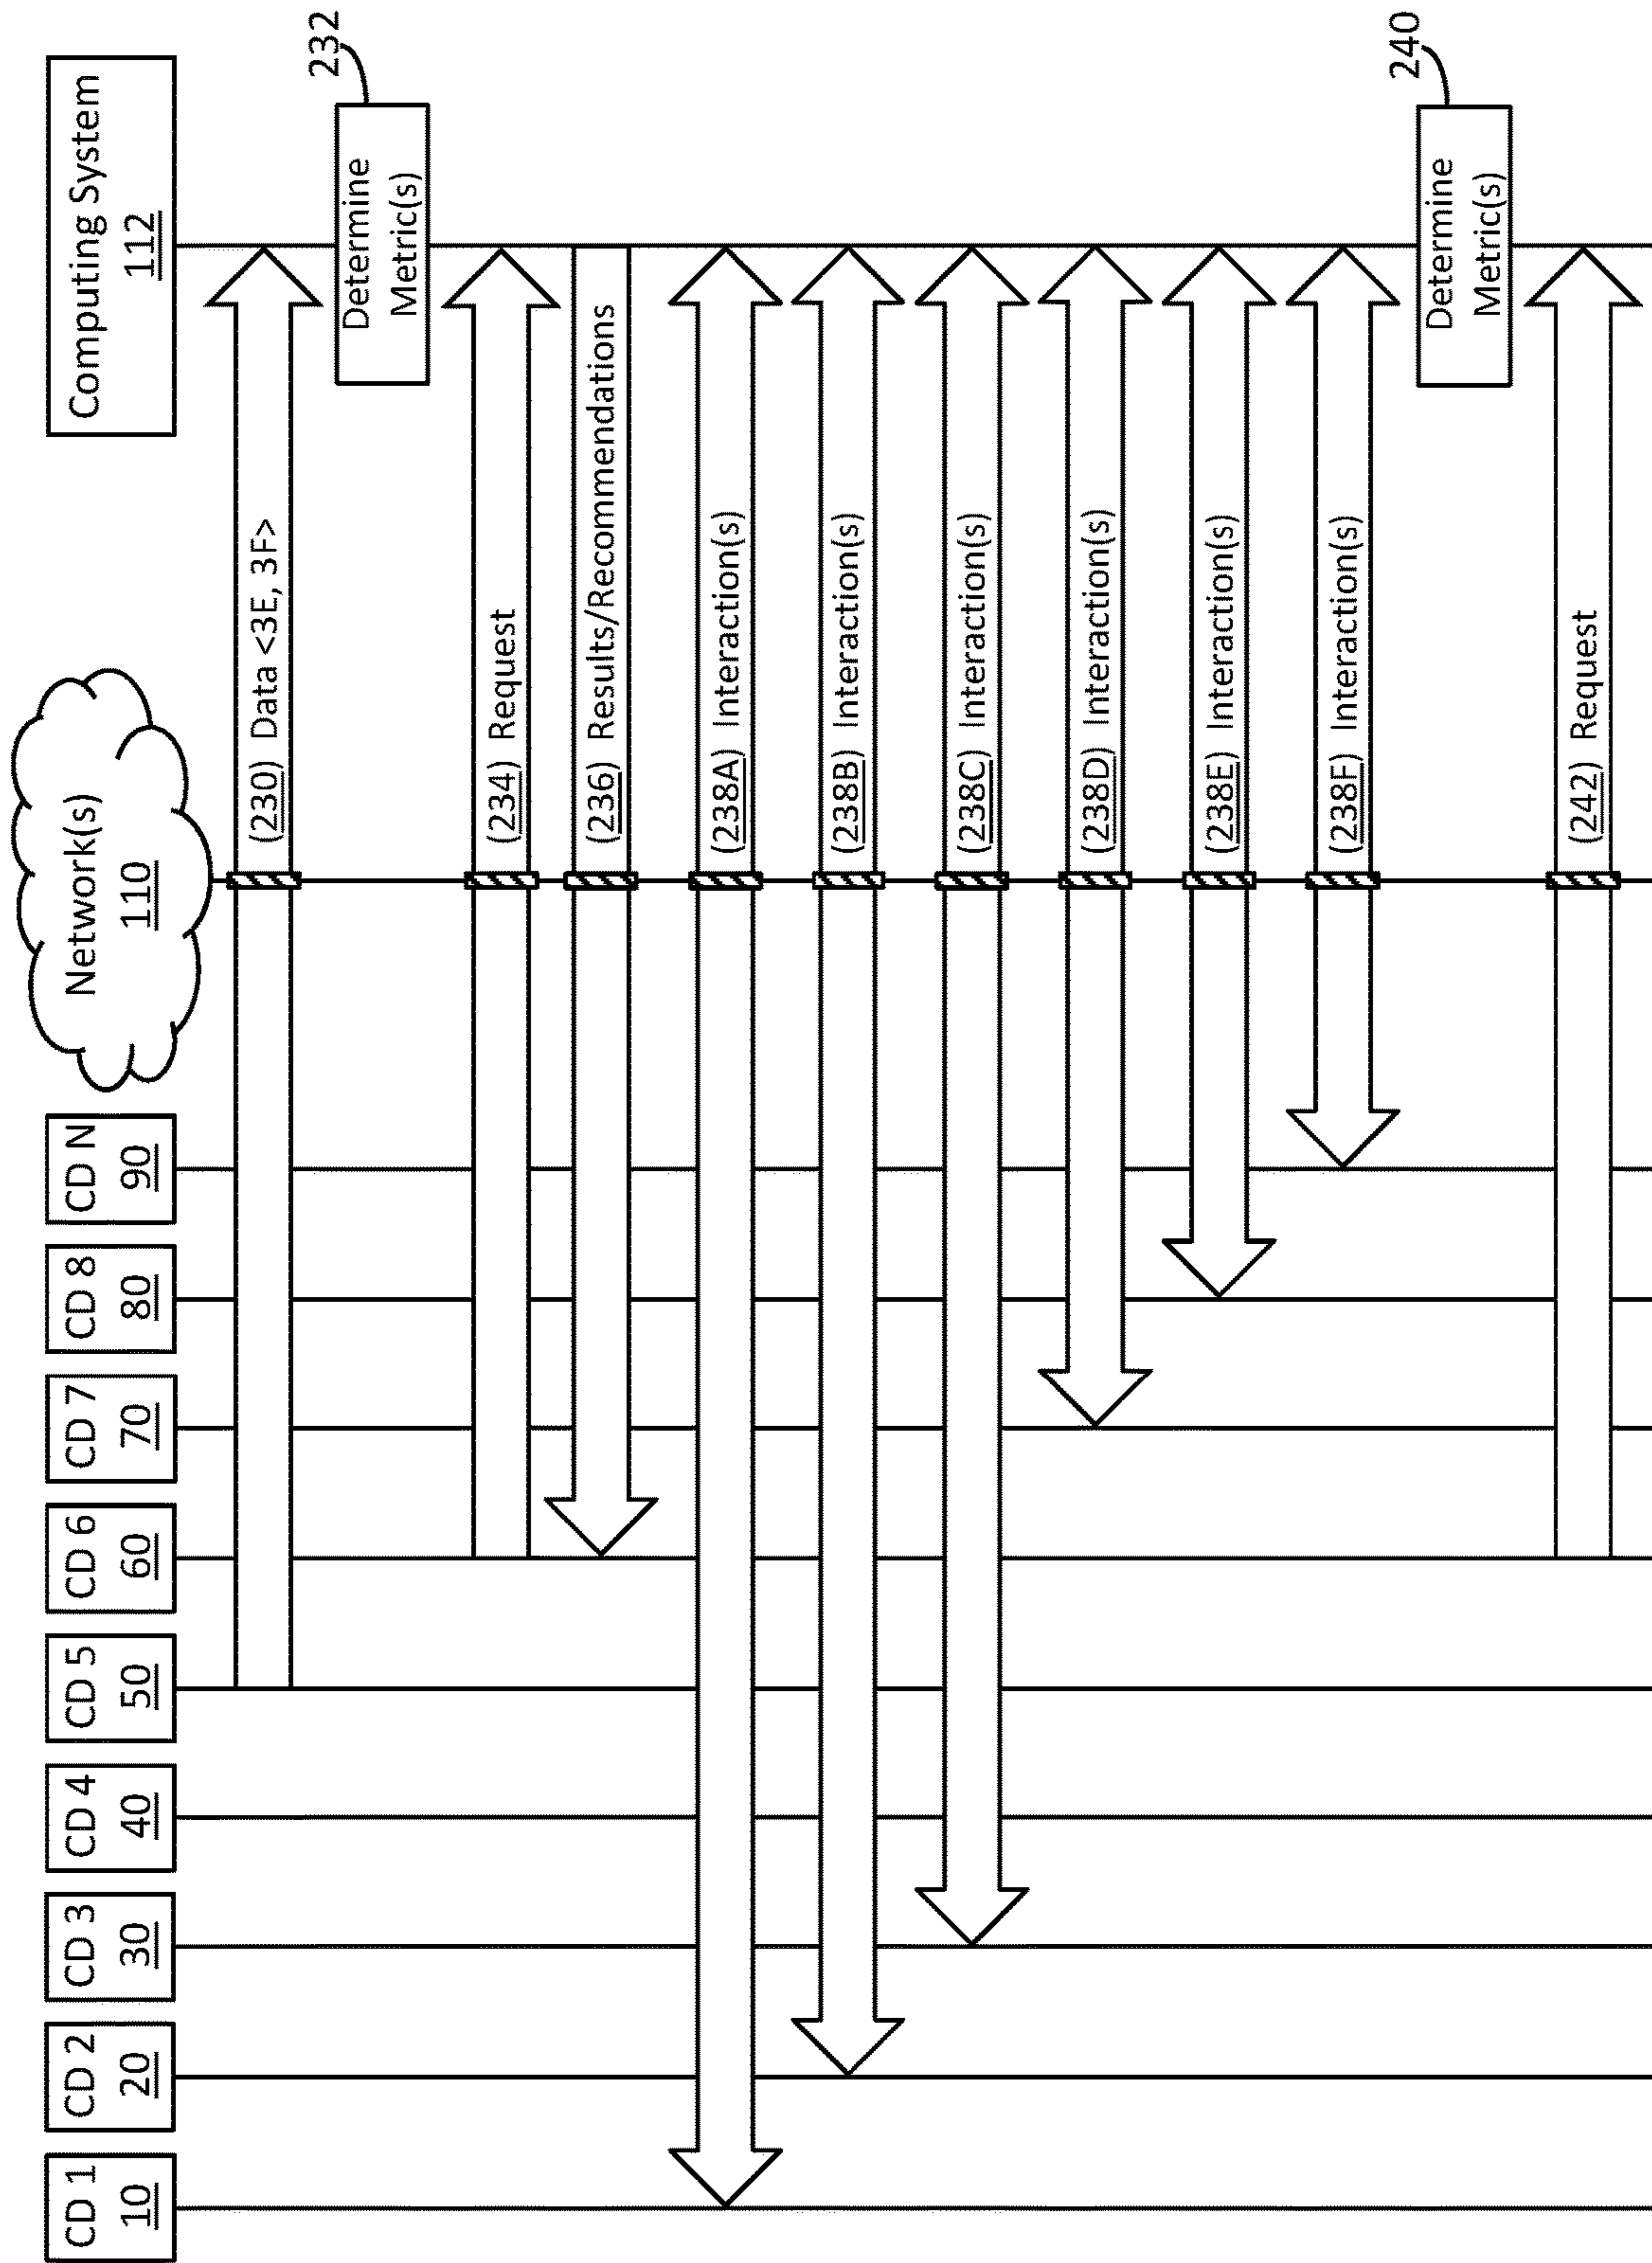 CD 1
10
CD 2
20
CD 3
30
CD 4
40
CD 5
50
CD 6
60
CD 7
70
CD 8
80
CD N
90
Network(s)
110
Computing System
112
(230) Data <3E, 3F>
Determine
Metric(s)
232
(234) Request
(236) Results/Recommendations
(238A) Interaction(s)
(238B) Interaction(s)
(238C) Interaction(s)
(238D) Interaction(s)
(238E) Interaction(s)
(238F) Interaction(s)
Determine
Metric(s)
240
(242) Request